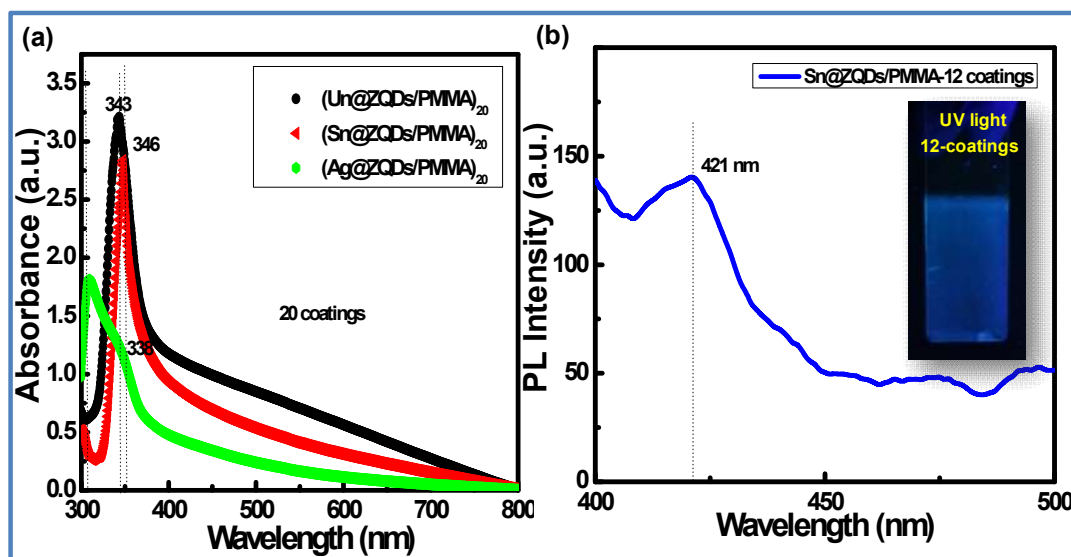 (a)
3.5
3.0
2.5
2.0
1.5
1.0
0.5
0.0
Absorbance (a.u.)
343
346
338
(Un@ZQDs/PMMA)20
(Sn@ZQDs/PMMA)20
(Ag@ZQDs/PMMA)20
20 coatings
300 400 500 600 700 800
Wavelength (nm)
(b)
150
100
50
0
PL Intensity (a.u.)
Sn@ZQDs/PMMA-12 coatings
421 nm
UV light
12-coatings
400 450 500
Wavelength (nm)